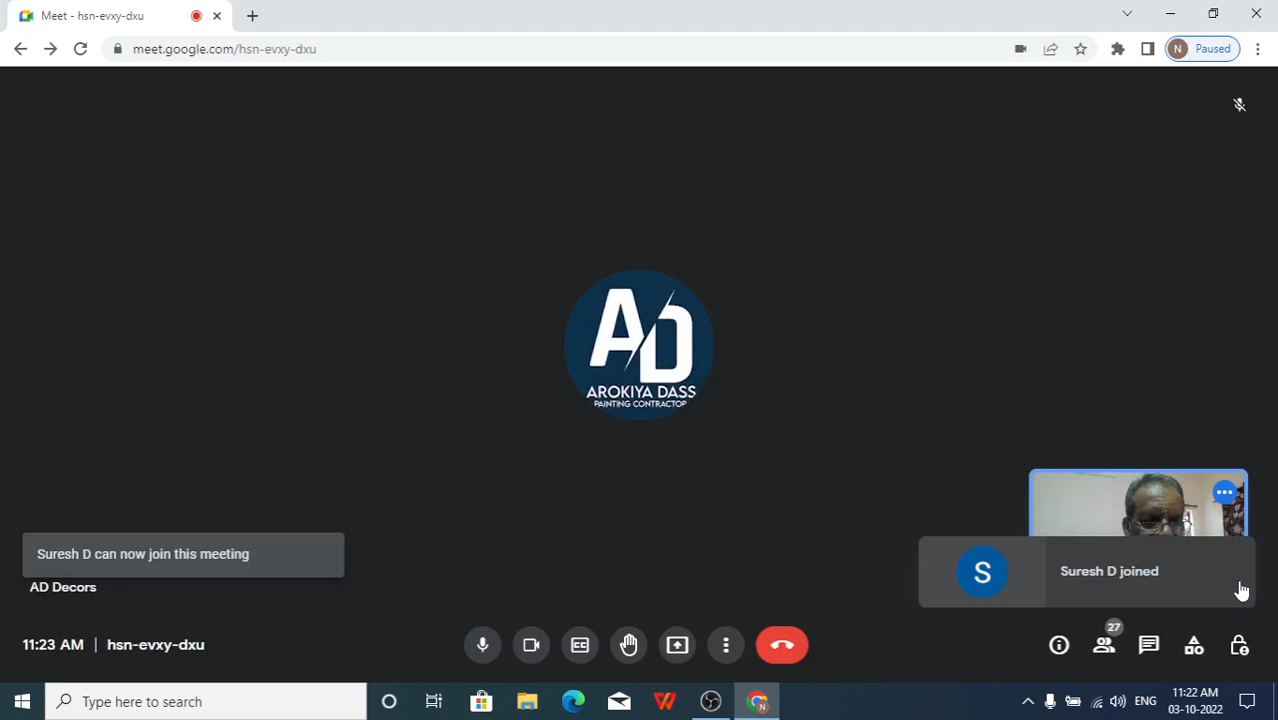 Meet - hsn-evxy-dxu
meet.google.com/hsn-evxy-dxu
N
Paused
AD
AROKIYA DASS
PAINTING CONTRACTOR
Suresh D can now join this meeting
AD Decors
S
Suresh D joined
11:23 AM | hsn-evxy-dxu
CC
27
Type here to search
W
N
ENG
11:22 AM
03-10-2022